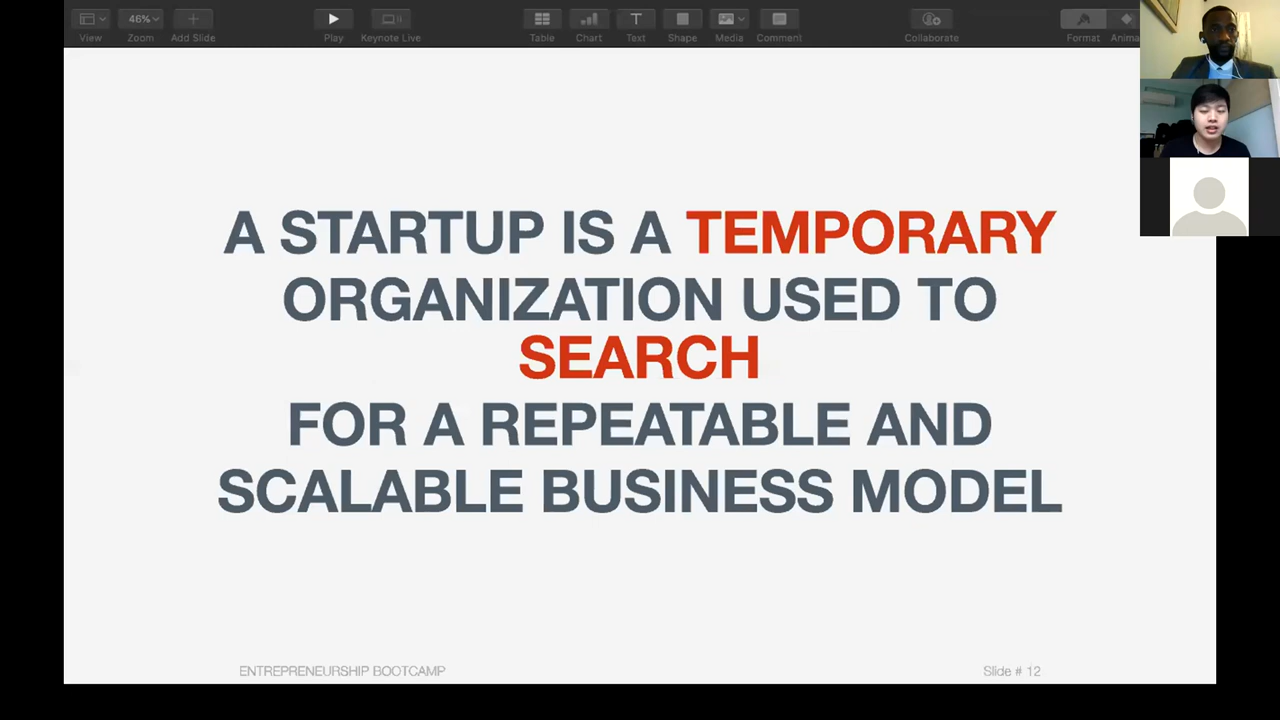 46%
View
Zoom
Add Slide
Play
Keynote Live
Table
Chart
Text
Shape
Media
Comment
Collaborate
Format
Anima
A STARTUP IS A TEMPORARY
ORGANIZATION USED TO
SEARCH
FOR A REPEATABLE AND
SCALABLE BUSINESS MODEL
ENTREPRENEURSHIP BOOTCAMP
Slide # 12